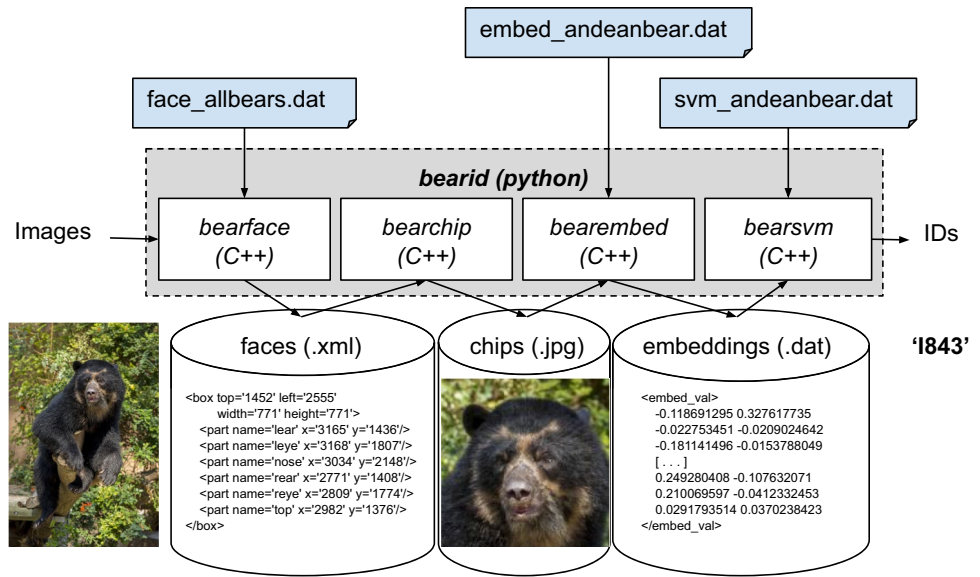 embed_andeanbear.dat
face_allbears.dat
svm_andeanbear.dat
bearid (python)
Images
bearface
(C++)
bearchip
(C++)
bearembed
(C++)
bearsvm
(C++)
IDs
faces (.xml)
chips (.jpg)
embeddings (.dat)
‘I843’
<box top='1452' left='2555'
width='771' height='771'>
<part name='lear' x='3165' y='1436'/>
<part name='leye' x='3168' y='1807'/>
<part name='nose' x='3034' y='2148'/>
<part name='rear' x='2771' y='1408'/>
<part name='reye' x='2809' y='1774'/>
<part name='top' x='2982' y='1376'/>
</box>
<embed_val>
-0.118691295 0.327617735
-0.022753451 -0.0209024642
-0.181141496 -0.0153788049
[ . . . ]
0.249280408 -0.107632071
0.210069597 -0.0412332453
0.0291793514 0.0370238423
</embed_val>